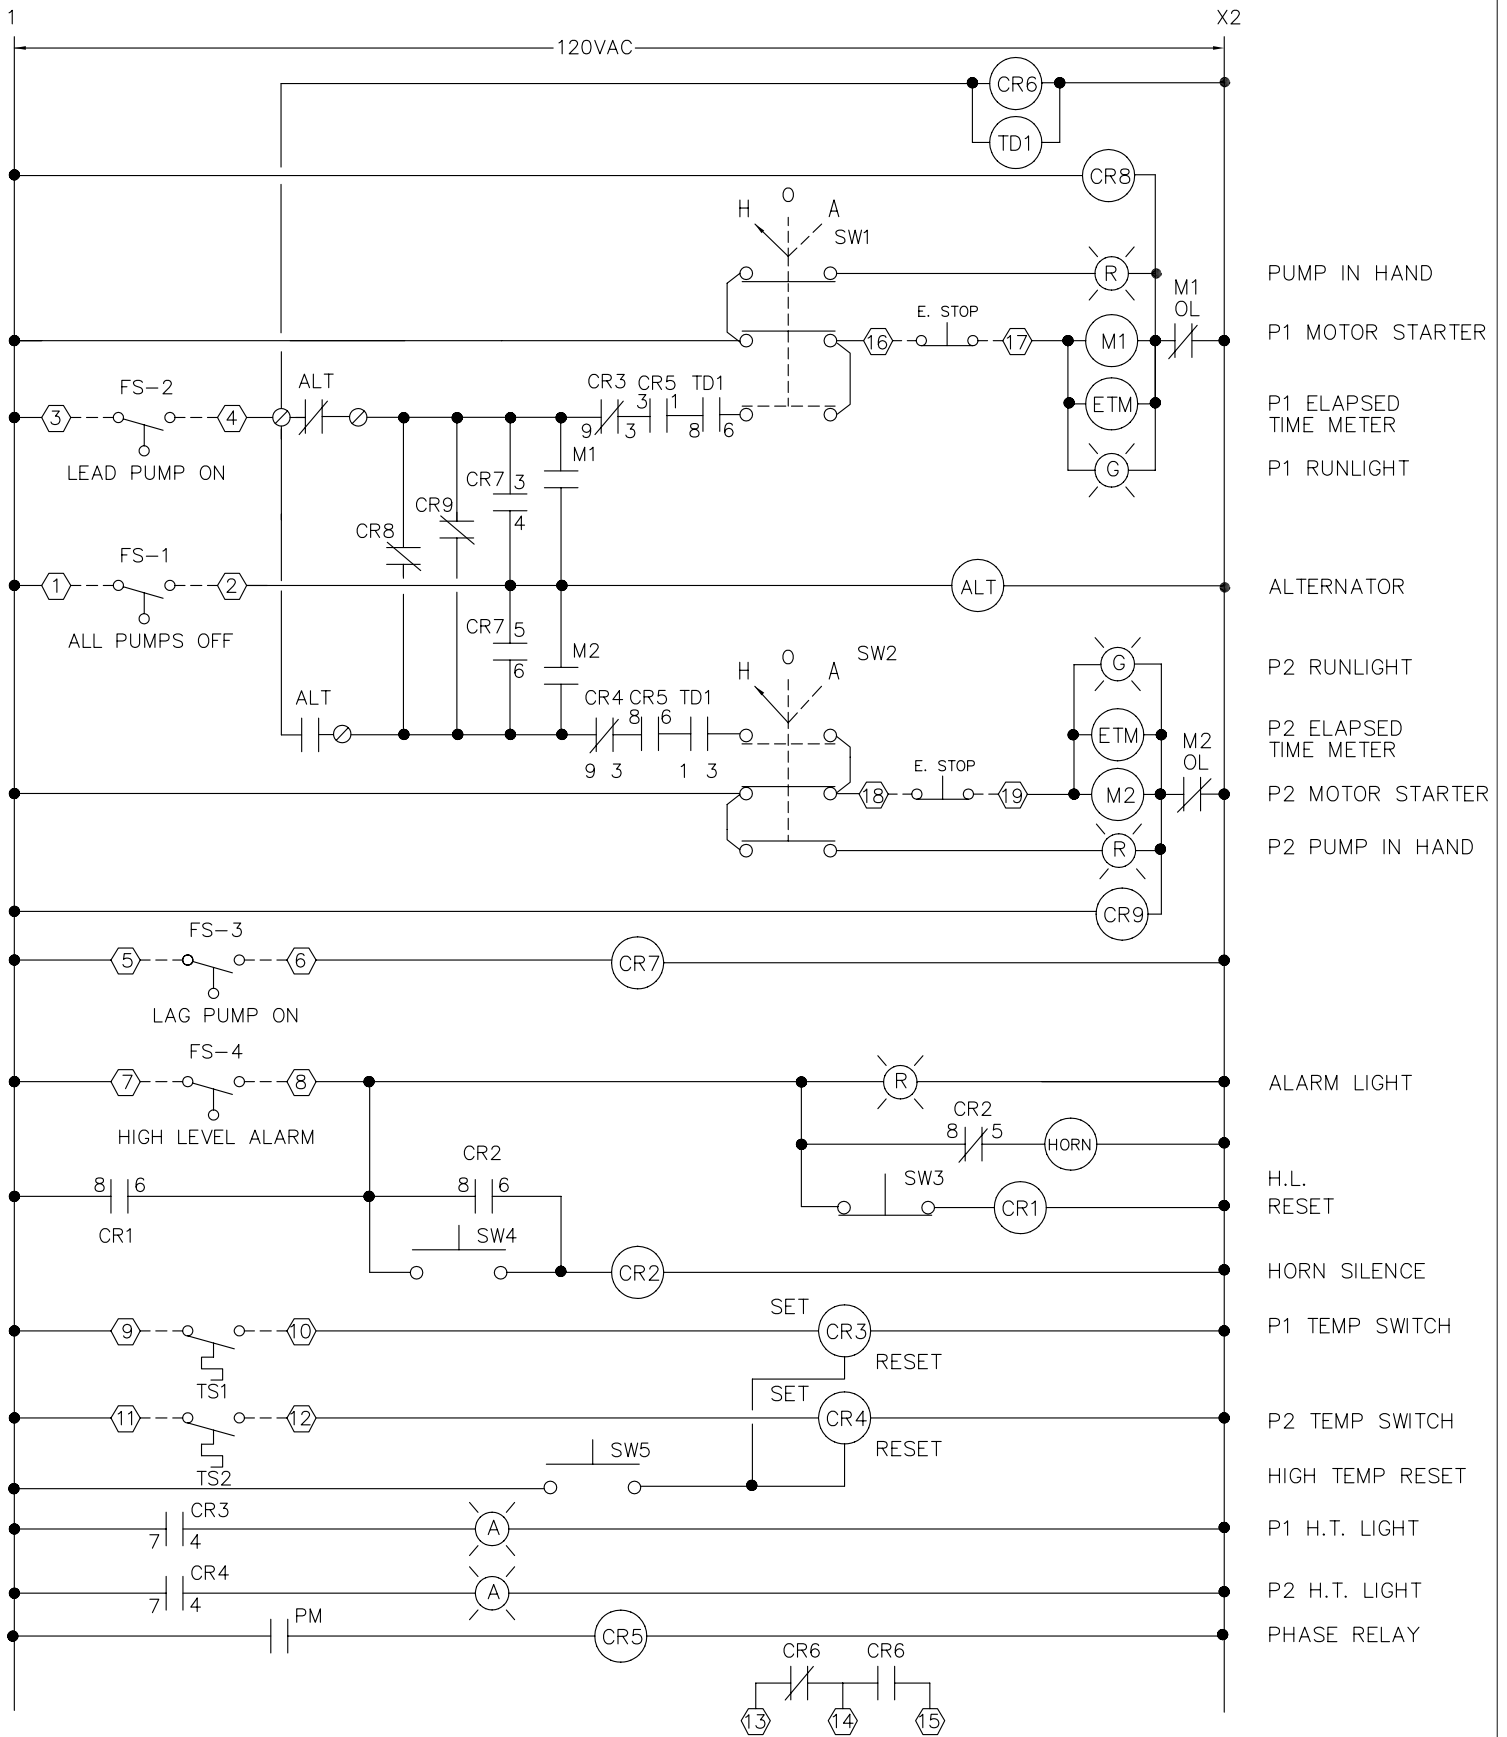 1
X2
120VAC
CR6
TD1
CR8
H
O
A
SW1
R
PUMP IN HAND
M1
OL
16
E. STOP
17
M1
P1 MOTOR STARTER
FS-2
3
4
LEAD PUMP ON
ALT
CR3
9
3
CR5
3
1
TD1
8
6
ETM
P1 ELAPSED
TIME METER
G
P1 RUNLIGHT
CR8
CR9
CR7
3
4
M1
FS-1
1
2
ALL PUMPS OFF
ALT
ALTERNATOR
CR7
5
6
M2
H
O
A
SW2
G
P2 RUNLIGHT
ALT
CR4
9
3
CR5
8
6
TD1
1
3
ETM
P2 ELAPSED
TIME METER
M2
OL
18
E. STOP
19
M2
P2 MOTOR STARTER
R
P2 PUMP IN HAND
CR9
FS-3
5
6
LAG PUMP ON
CR7
FS-4
7
8
HIGH LEVEL ALARM
R
ALARM LIGHT
CR2
8
5
HORN
CR2
8
6
8
6
CR1
SW3
CR1
H.L.
RESET
SW4
CR2
HORN SILENCE
9
10
TS1
SET
CR3
RESET
P1 TEMP SWITCH
11
12
TS2
SET
CR4
RESET
P2 TEMP SWITCH
SW5
HIGH TEMP RESET
CR3
7
4
A
P1 H.T. LIGHT
CR4
7
4
A
P2 H.T. LIGHT
PM
CR5
PHASE RELAY
CR6
CR6
13
14
15